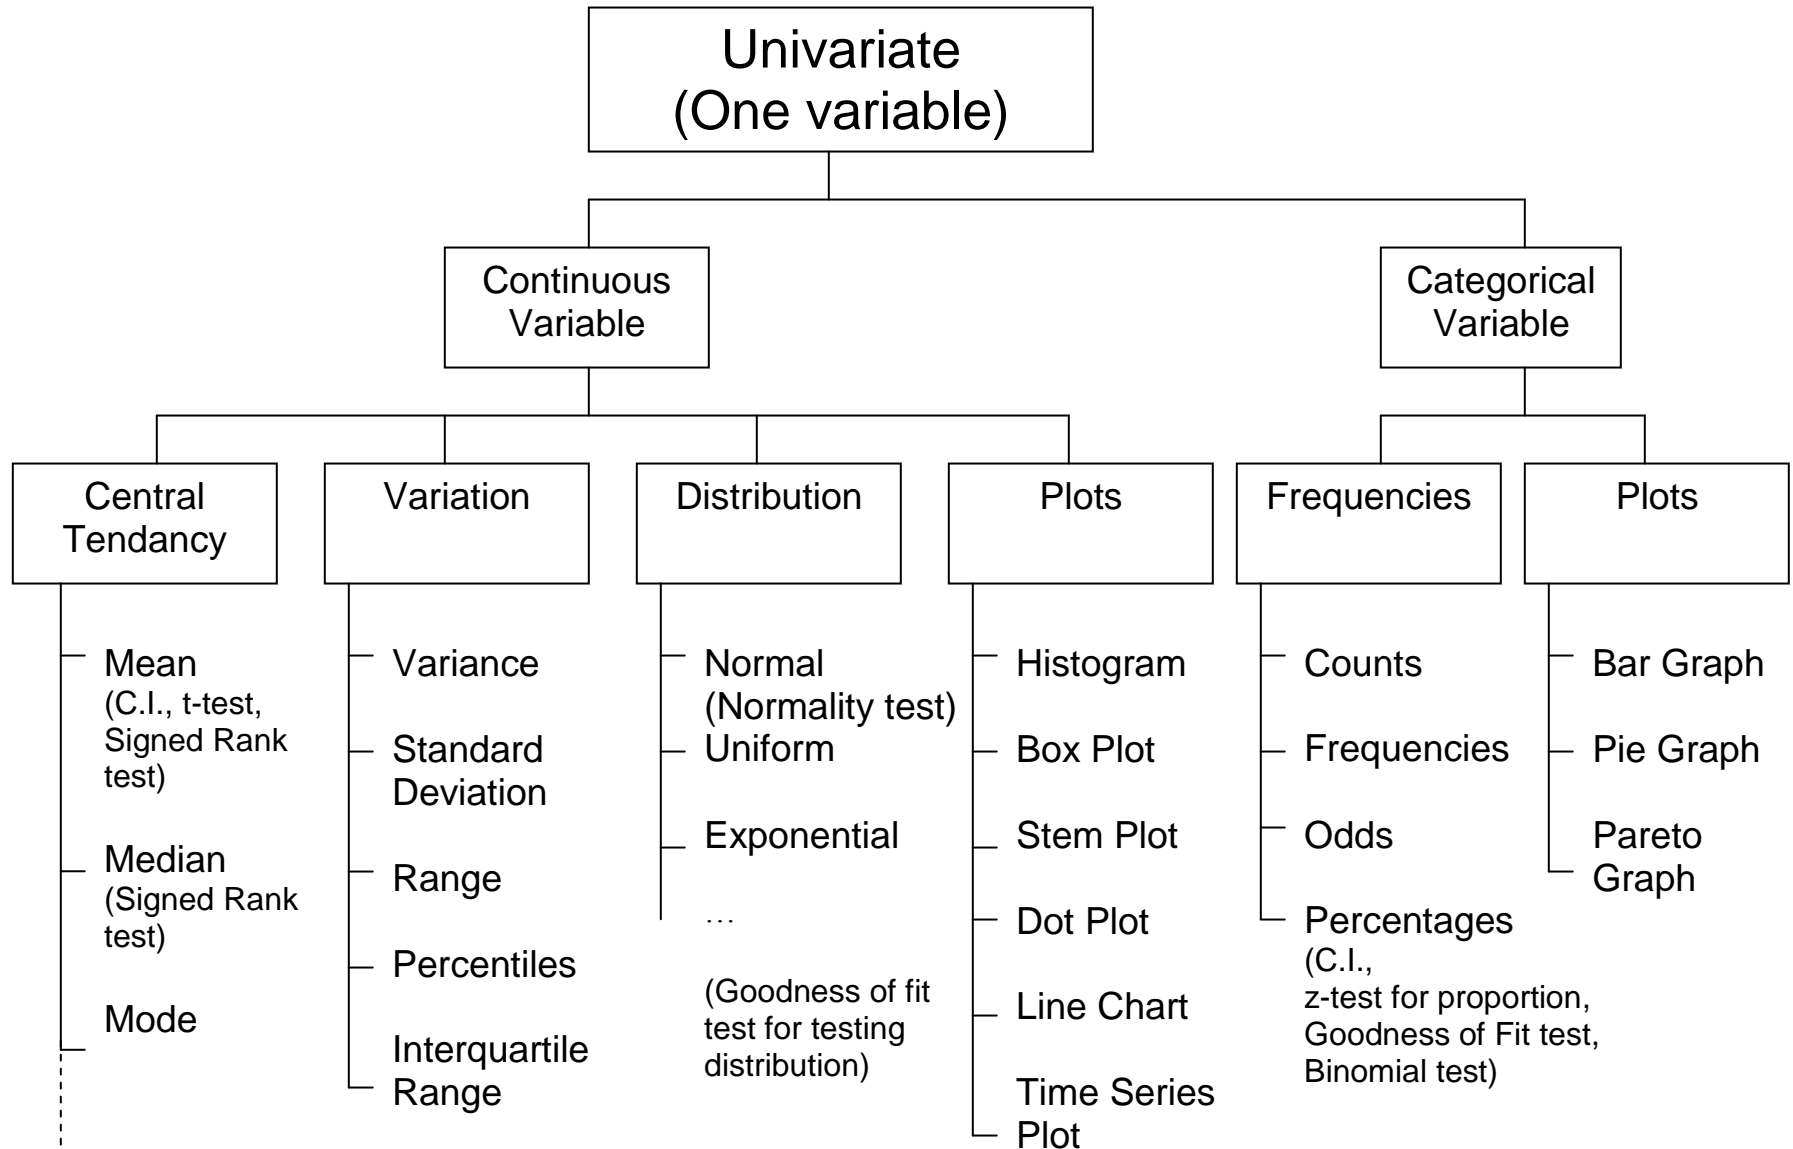 Univariate
(One variable)
Continuous
Variable
Categorical
Variable
Central
Tendancy
Variation
Distribution
Plots
Frequencies
Plots
Mean
(C.I., t-test,
Signed Rank
test)
Median
(Signed Rank
test)
Mode
Variance
Standard
Deviation
Range
Percentiles
Interquartile
Range
Normal
(Normality test)
Uniform
Exponential
…
(Goodness of fit
test for testing
distribution)
Histogram
Box Plot
Stem Plot
Dot Plot
Line Chart
Time Series
Plot
Counts
Frequencies
Odds
Percentages
(C.I.,
z-test for proportion,
Goodness of Fit test,
Binomial test)
Bar Graph
Pie Graph
Pareto
Graph